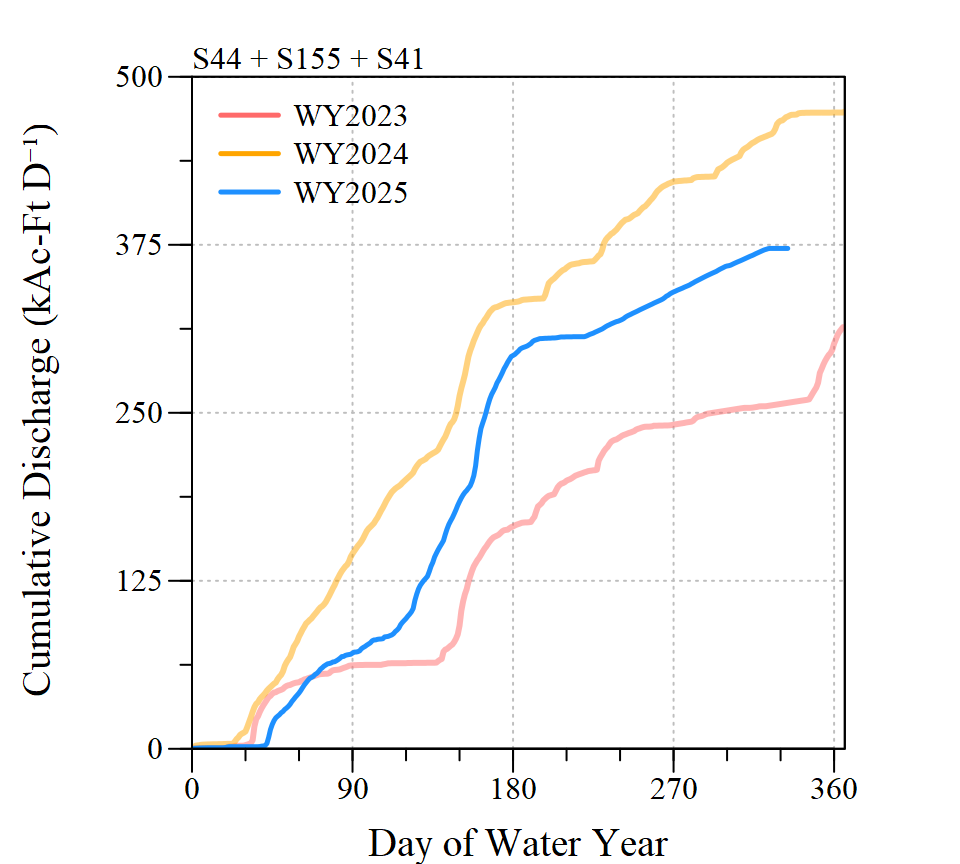 S44 + S155 + S41
500
375
250
125
0
WY2023
WY2024
WY2025
Cumulative Discharge (kAc-Ft D⁻¹)
0 90 180 270 360
Day of Water Year